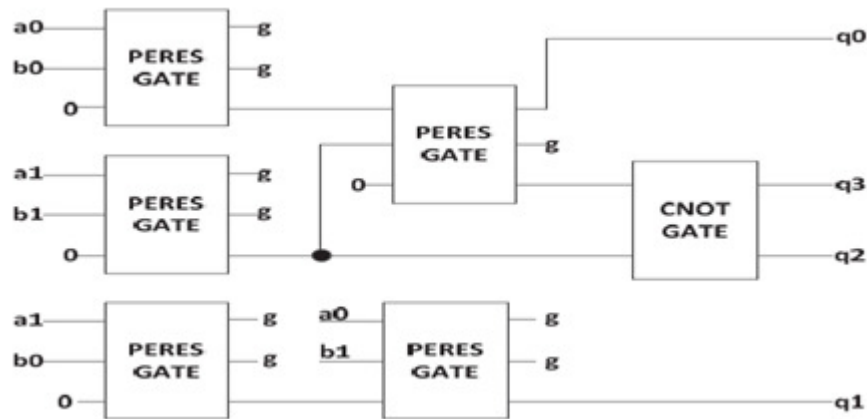 a0 g q0
b0 PERES GATE g
0 PERES GATE
a1 g g
b1 PERES GATE g 0 CNOT GATE q3
0 q2
a1 g a0 g
b0 PERES GATE g b1 PERES GATE g
0 q1